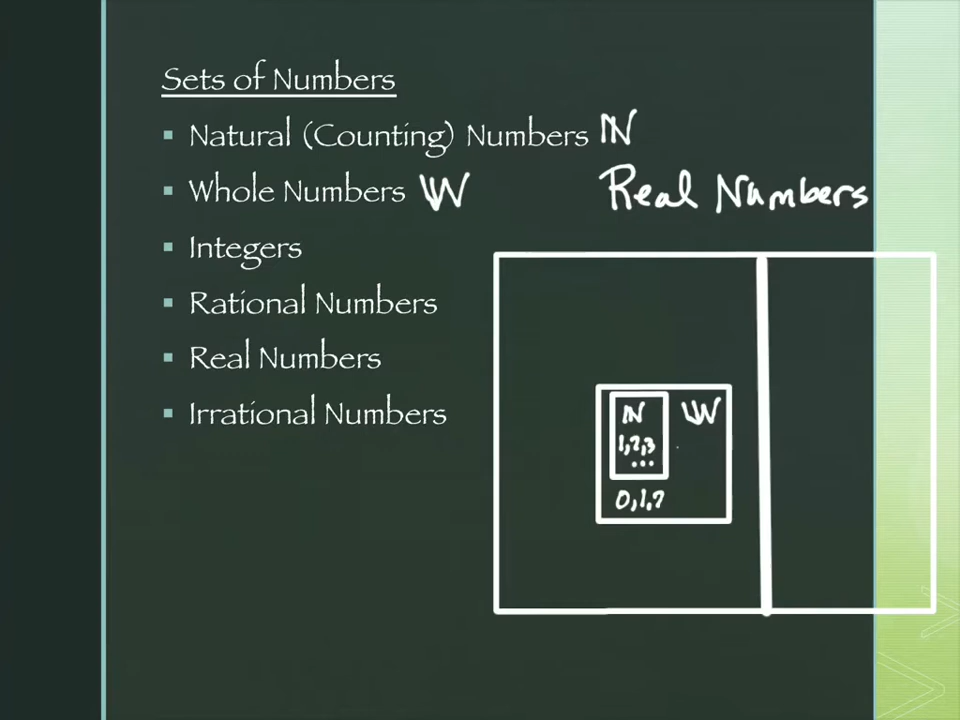 Sets of Numbers
▪ Natural (Counting) Numbers ℕ
▪ Whole Numbers 𝕎
Real Numbers
▪ Integers
▪ Rational Numbers
▪ Real Numbers
▪ Irrational Numbers
ℕ 𝕎
1,2,3
...
0,1,7